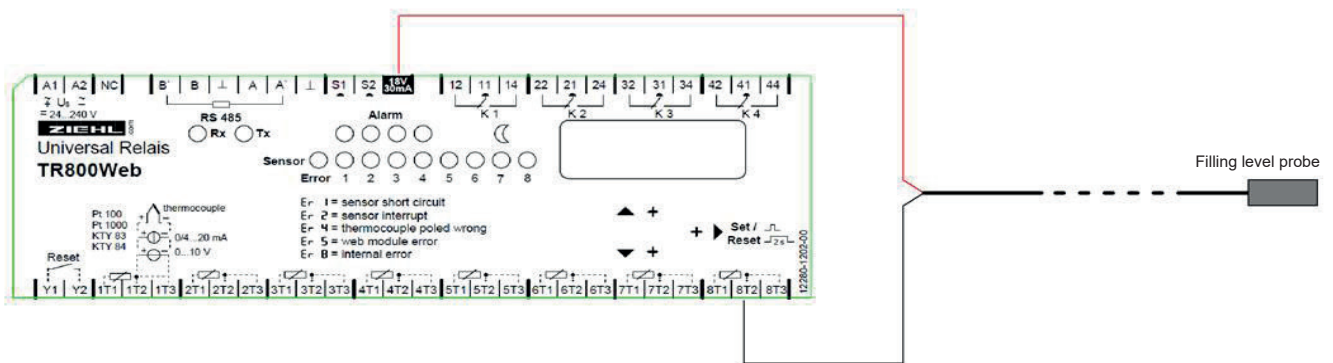 A1 A2 NC B' B ⊥ A A' ⊥ S1 S2 18V 30mA 12 11 14 22 21 24 32 31 34 42 41 44
Us
= 24...240 V
RS 485
Alarm
K 1 K 2 K 3 K 4
ZIEHL .com
Rx Tx
Universal Relais
TR800Web
Sensor
Error 1 2 3 4 5 6 7 8
Filling level probe
Er 1 = sensor short circuit
Er 2 = sensor interrupt
Er 4 = thermocouple poled wrong
Er 5 = web module error
Er 8 = internal error
thermocouple
Pt 100
Pt 1000
KTY 83
KTY 84
0/4...20 mA
0...10 V
▲ +
+ ▶ Set /
Reset 2s
▼ +
12280-1202-00
Reset
Y1 Y2 1T1 1T2 1T3 2T1 2T2 2T3 3T1 3T2 3T3 4T1 4T2 4T3 5T1 5T2 5T3 6T1 6T2 6T3 7T1 7T2 7T3 8T1 8T2 8T3